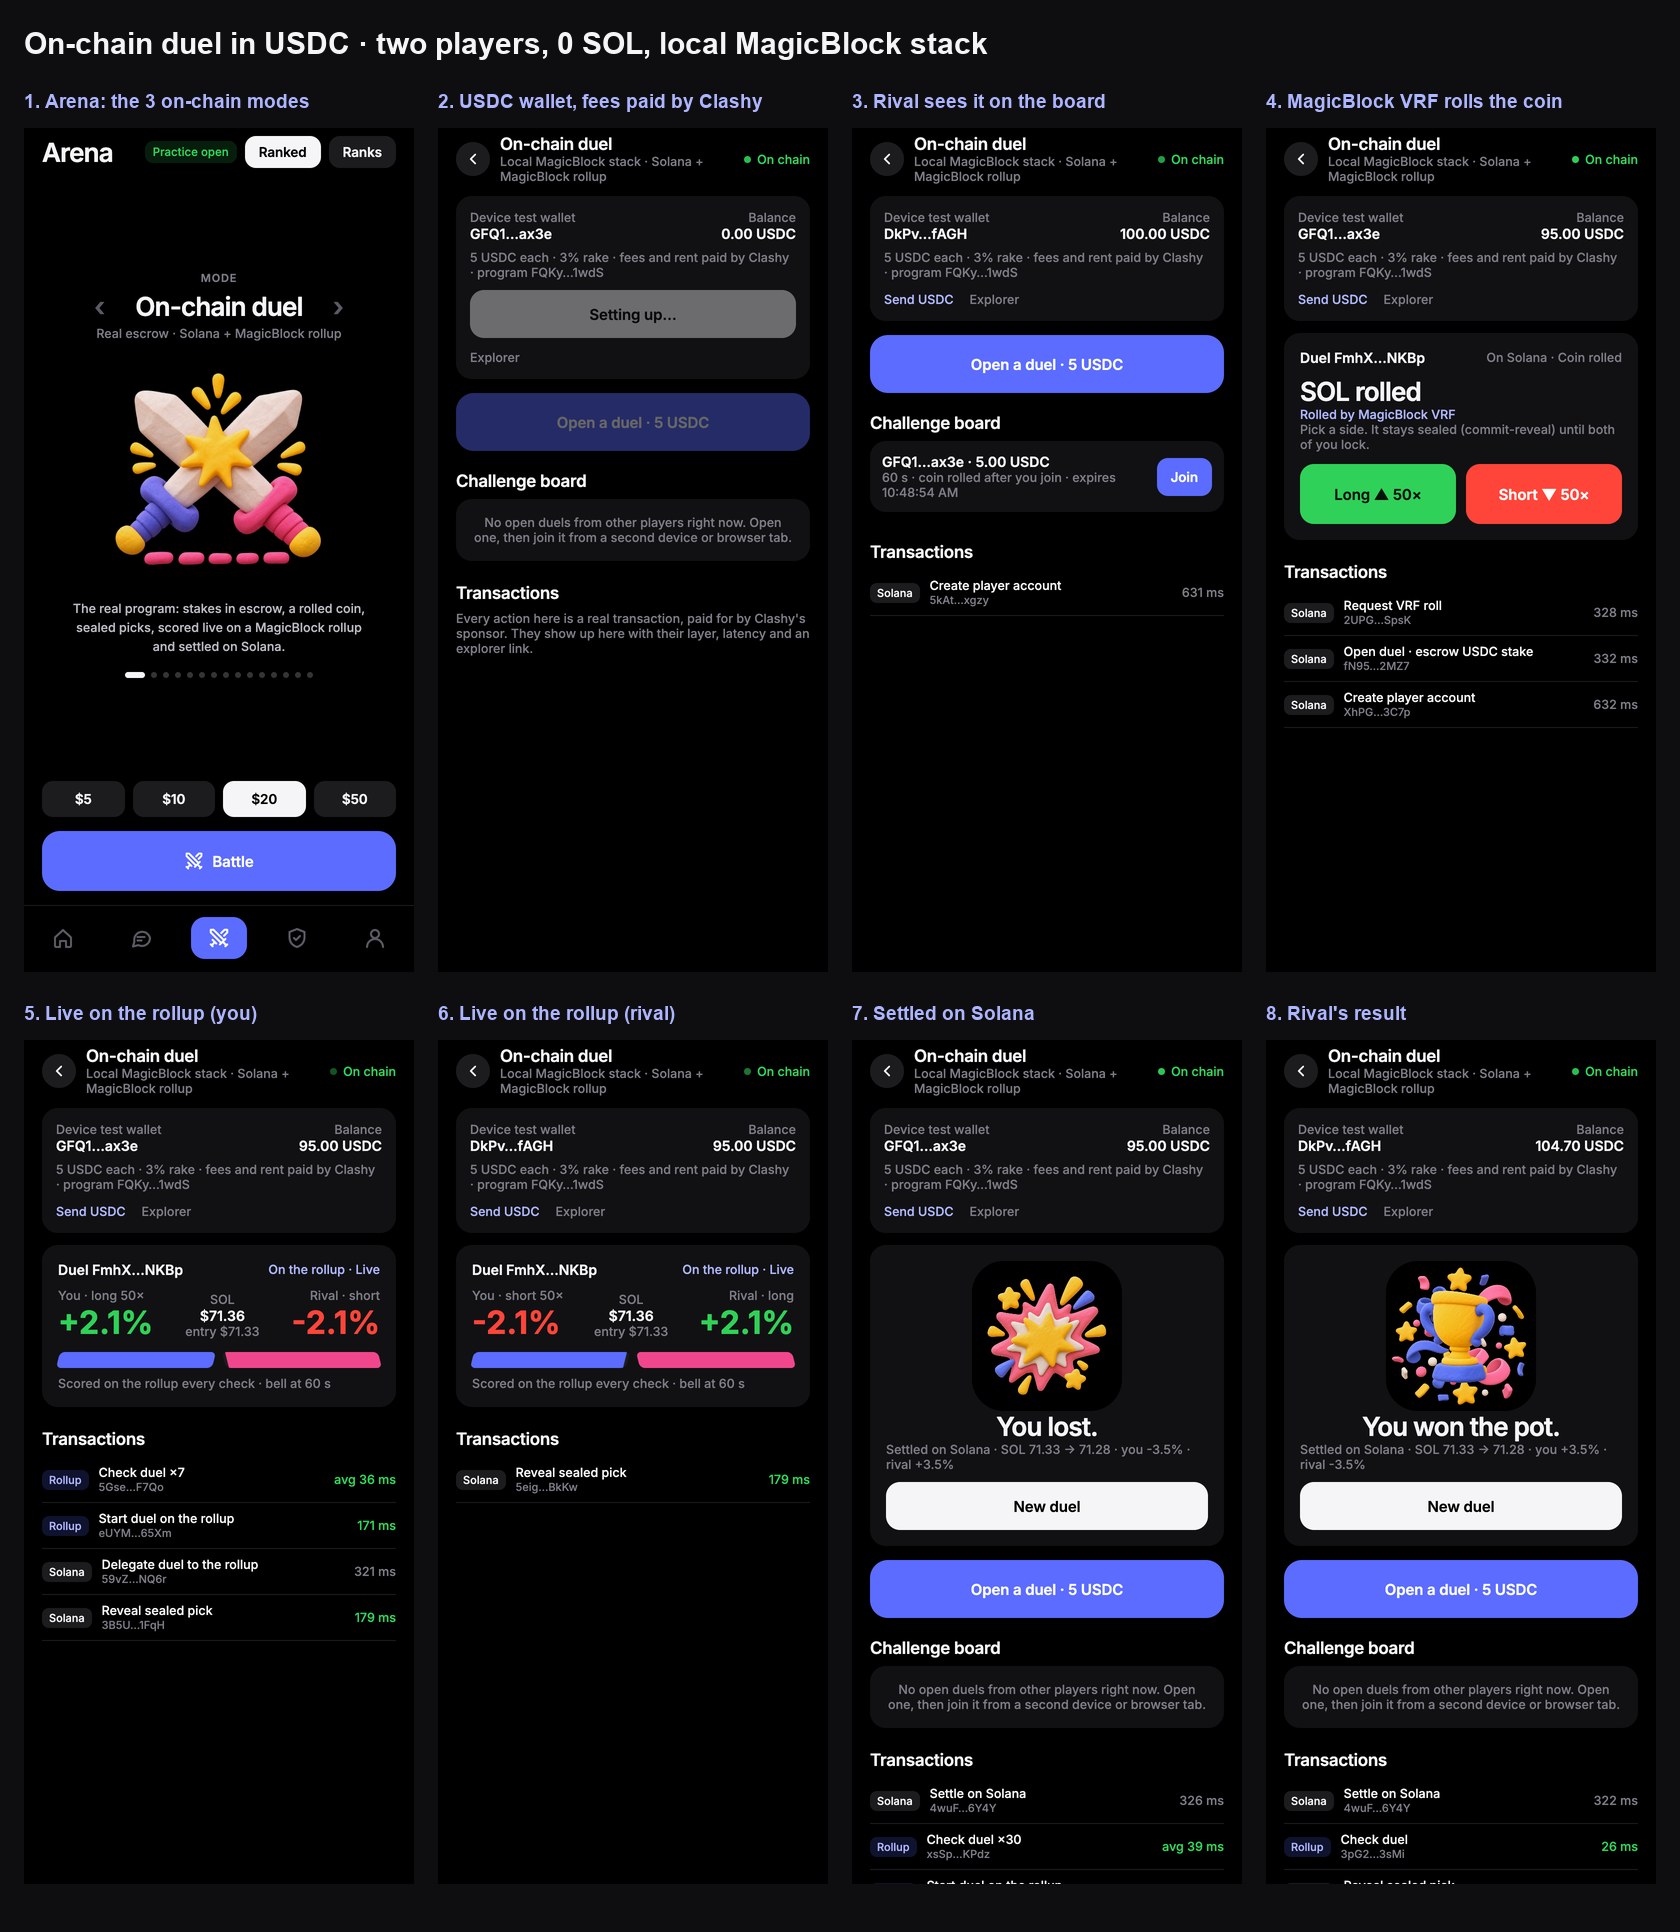 On-chain duel in USDC · two players, 0 SOL, local MagicBlock stack
1. Arena: the 3 on-chain modes
Arena
Practice open
Ranked
Ranks
MODE
‹ On-chain duel ›
Real escrow · Solana + MagicBlock rollup
The real program: stakes in escrow, a rolled coin,
sealed picks, scored live on a MagicBlock rollup
and settled on Solana.
$5
$10
$20
$50
Battle
2. USDC wallet, fees paid by Clashy
On-chain duel
Local MagicBlock stack · Solana +
MagicBlock rollup
On chain
Device test wallet
Balance
GFQ1...ax3e
0.00 USDC
5 USDC each · 3% rake · fees and rent paid by Clashy
· program FQKy...1wdS
Setting up...
Explorer
Open a duel · 5 USDC
Challenge board
No open duels from other players right now. Open
one, then join it from a second device or browser tab.
Transactions
Every action here is a real transaction, paid for by Clashy's
sponsor. They show up here with their layer, latency and an
explorer link.
3. Rival sees it on the board
On-chain duel
Local MagicBlock stack · Solana +
MagicBlock rollup
On chain
Device test wallet
Balance
DkPv...fAGH
100.00 USDC
5 USDC each · 3% rake · fees and rent paid by Clashy
· program FQKy...1wdS
Send USDC
Explorer
Open a duel · 5 USDC
Challenge board
GFQ1...ax3e · 5.00 USDC
60 s · coin rolled after you join · expires
10:48:54 AM
Join
Transactions
Solana
Create player account
5kAt...xgzy
631 ms
4. MagicBlock VRF rolls the coin
On-chain duel
Local MagicBlock stack · Solana +
MagicBlock rollup
On chain
Device test wallet
Balance
GFQ1...ax3e
95.00 USDC
5 USDC each · 3% rake · fees and rent paid by Clashy
· program FQKy...1wdS
Send USDC
Explorer
Duel FmhX...NKBp
On Solana · Coin rolled
SOL rolled
Rolled by MagicBlock VRF
Pick a side. It stays sealed (commit-reveal) until both
of you lock.
Long ▲ 50×
Short ▼ 50×
Transactions
Solana
Request VRF roll
2UPG...SpsK
328 ms
Solana
Open duel · escrow USDC stake
fN95...2MZ7
332 ms
Solana
Create player account
XhPG...3C7p
632 ms
5. Live on the rollup (you)
On-chain duel
Local MagicBlock stack · Solana +
MagicBlock rollup
On chain
Device test wallet
Balance
GFQ1...ax3e
95.00 USDC
5 USDC each · 3% rake · fees and rent paid by Clashy
· program FQKy...1wdS
Send USDC
Explorer
Duel FmhX...NKBp
On the rollup · Live
You · long 50×
SOL
Rival · short
+2.1%
$71.36
-2.1%
entry $71.33
Scored on the rollup every check · bell at 60 s
Transactions
Rollup
Check duel ×7
5Gse...F7Qo
avg 36 ms
Rollup
Start duel on the rollup
eUYM...65Xm
171 ms
Solana
Delegate duel to the rollup
59vZ...NQ6r
321 ms
Solana
Reveal sealed pick
3B5U...1FqH
179 ms
6. Live on the rollup (rival)
On-chain duel
Local MagicBlock stack · Solana +
MagicBlock rollup
On chain
Device test wallet
Balance
DkPv...fAGH
95.00 USDC
5 USDC each · 3% rake · fees and rent paid by Clashy
· program FQKy...1wdS
Send USDC
Explorer
Duel FmhX...NKBp
On the rollup · Live
You · short 50×
SOL
Rival · long
-2.1%
$71.36
+2.1%
entry $71.33
Scored on the rollup every check · bell at 60 s
Transactions
Solana
Reveal sealed pick
5eig...BkKw
179 ms
7. Settled on Solana
On-chain duel
Local MagicBlock stack · Solana +
MagicBlock rollup
On chain
Device test wallet
Balance
GFQ1...ax3e
95.00 USDC
5 USDC each · 3% rake · fees and rent paid by Clashy
· program FQKy...1wdS
Send USDC
Explorer
You lost.
Settled on Solana · SOL 71.33 → 71.28 · you -3.5% ·
rival +3.5%
New duel
Open a duel · 5 USDC
Challenge board
No open duels from other players right now. Open
one, then join it from a second device or browser tab.
Transactions
Solana
Settle on Solana
4wuF...6Y4Y
326 ms
Rollup
Check duel ×30
xsSp...KPdz
avg 39 ms
Start duel on the rollup
8. Rival's result
On-chain duel
Local MagicBlock stack · Solana +
MagicBlock rollup
On chain
Device test wallet
Balance
DkPv...fAGH
104.70 USDC
5 USDC each · 3% rake · fees and rent paid by Clashy
· program FQKy...1wdS
Send USDC
Explorer
You won the pot.
Settled on Solana · SOL 71.33 → 71.28 · you +3.5% ·
rival -3.5%
New duel
Open a duel · 5 USDC
Challenge board
No open duels from other players right now. Open
one, then join it from a second device or browser tab.
Transactions
Solana
Settle on Solana
4wuF...6Y4Y
322 ms
Rollup
Check duel
3pG2...3sMi
26 ms
Reveal sealed pick